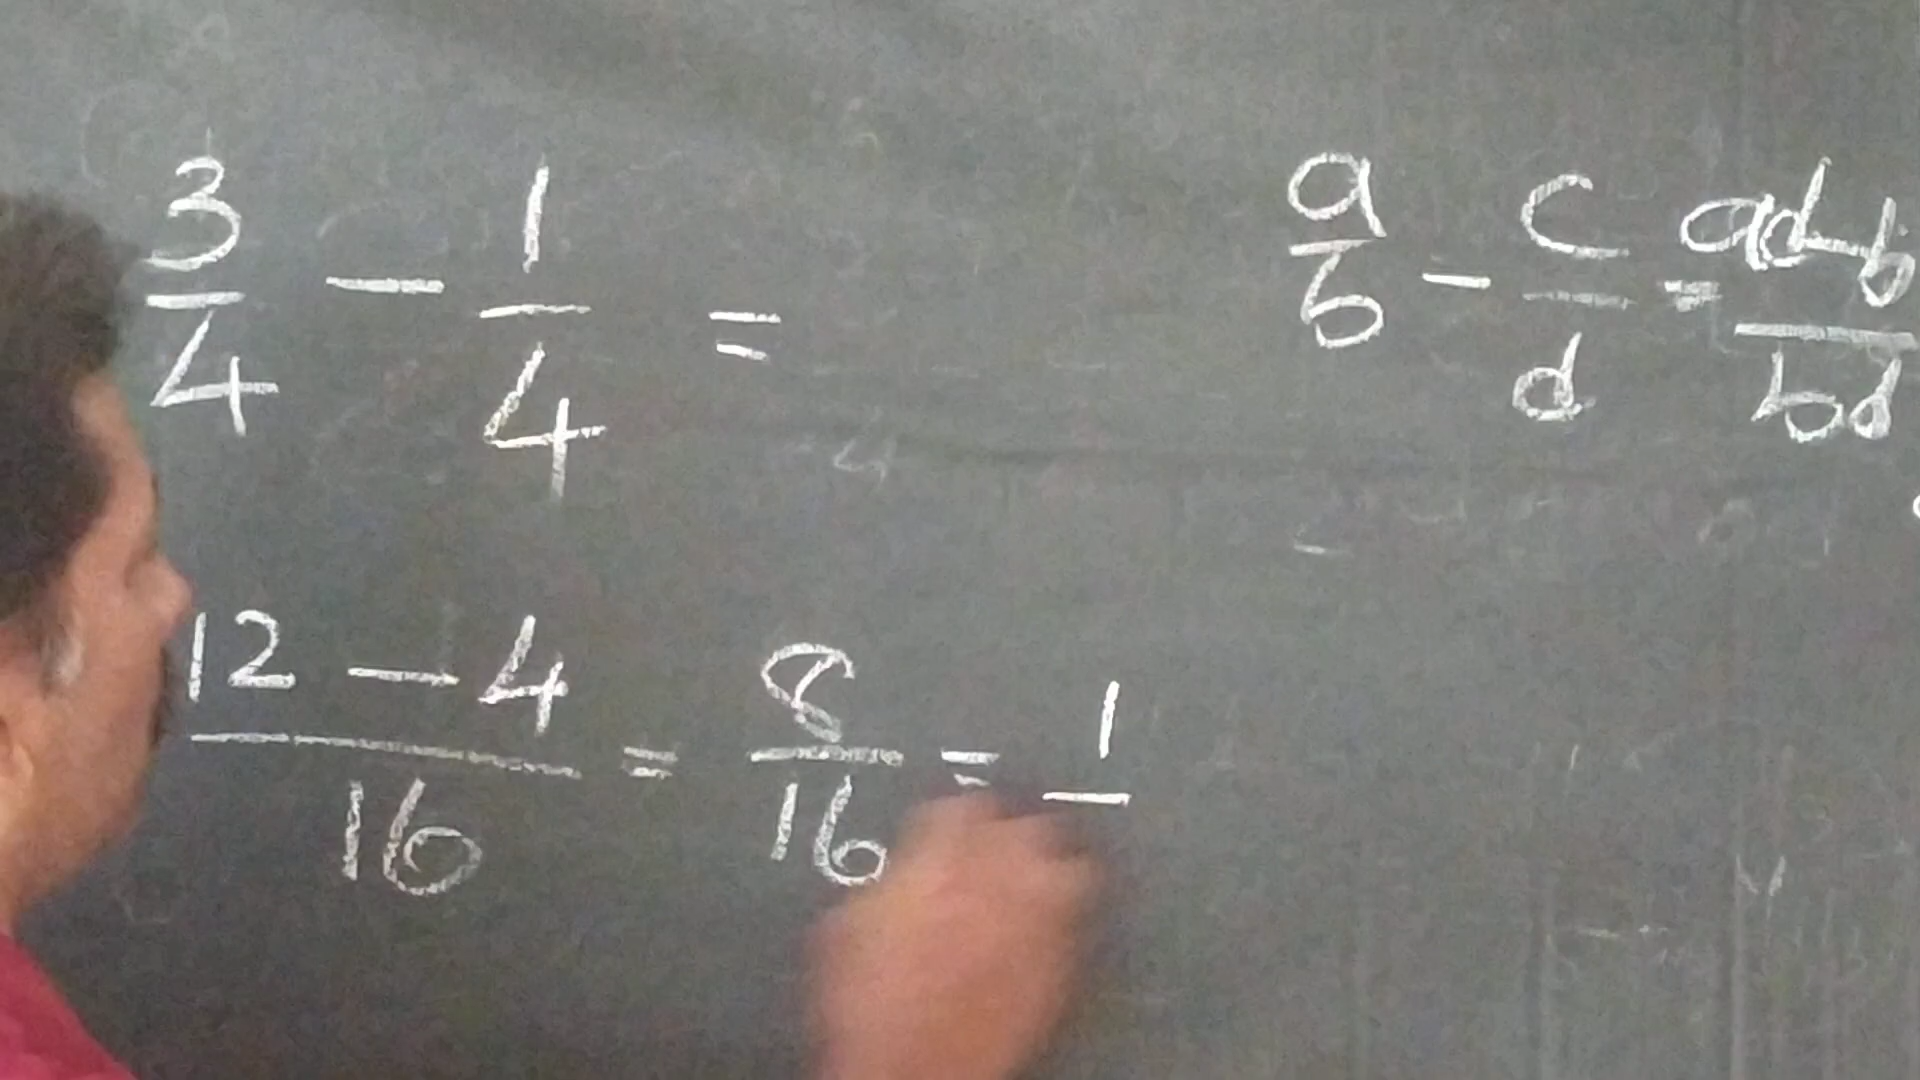 3/4 - 1/4 =
a/b - c/d = ad-b/bd
12 - 4/16 = 8/16 = 1/